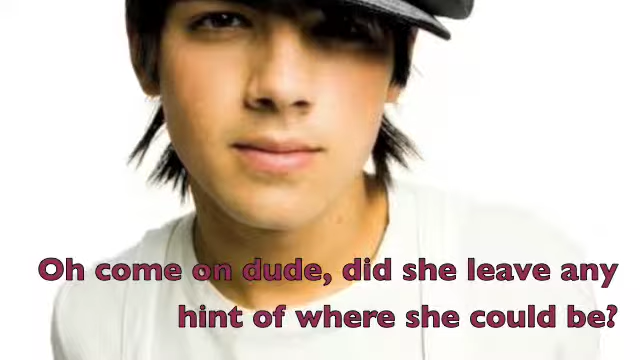 Oh come on dude, did she leave any
hint of where she could be?